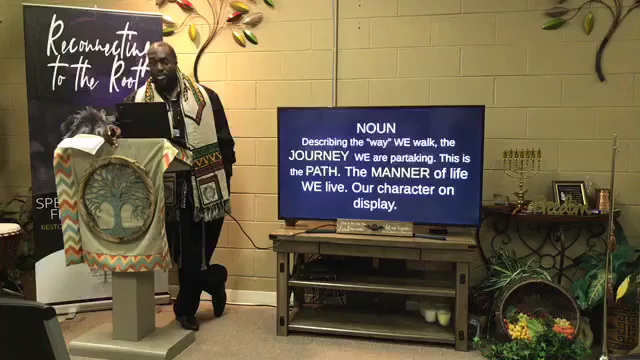 Reconnecting
to the Root
NOUN
Describing the "way" WE walk, the
JOURNEY WE are partaking. This is
the PATH. The MANNER of life
WE live. Our character on
display.